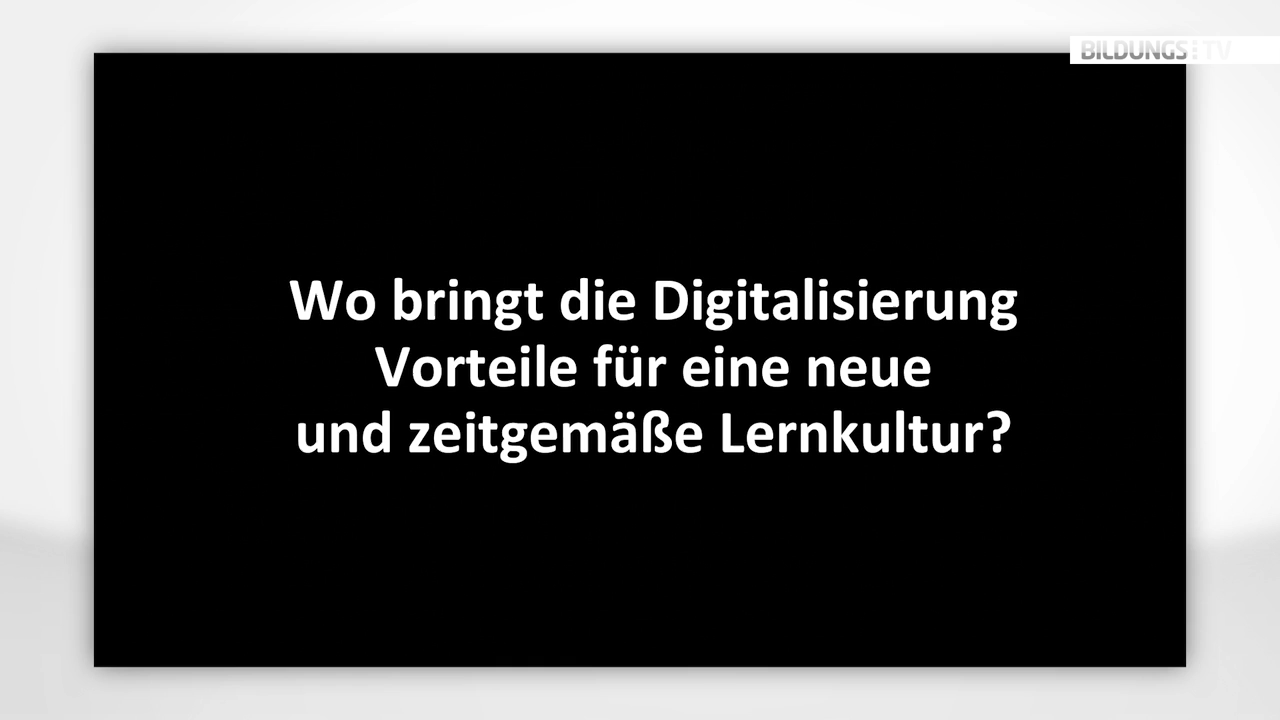 BILDUNGS TV
Wo bringt die Digitalisierung
Vorteile für eine neue
und zeitgemäße Lernkultur?